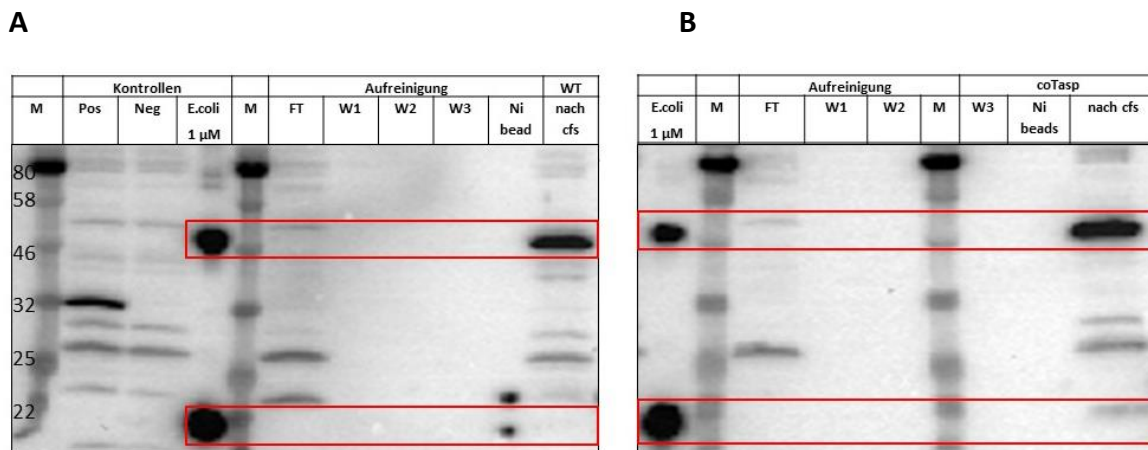 A
B
Kontrollen Aufreinigung WT
M Pos Neg E.coli 1 µM M FT W1 W2 W3 Ni bead nach cfs
80
58
46
32
25
22
Aufreinigung coTasp
E.coli 1 µM M FT W1 W2 M W3 Ni beads nach cfs